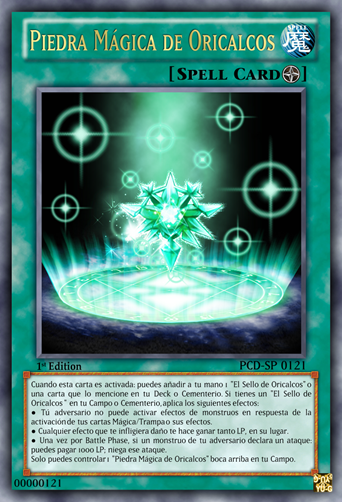 PIEDRA MÁGICA DE ORICALCOS
SPELL
魔
[SPELL CARD]
1st Edition
PCD-SP 0121
Cuando esta carta es activada: puedes añadir a tu mano 1 "El Sello de Oricalcos" o
una carta que lo mencione en tu Deck o Cementerio. Si tienes un "El Sello de
Oricalcos" en tu Campo o Cementerio,aplica los siguientes efectos:
● Tú adversario no puede activar efectos de monstruos en respuesta de la
activación de tus cartas Mágica/Trampa o sus efectos.
● Cualquier efecto que te infligiera daño te hace ganar tanto LP, en su lugar.
● Una vez por Battle Phase, si un monstruo de tu adversario declara un ataque:
puedes pagar 1000 LP; niega ese ataque.
Solo puedes controlar 1 "Piedra Mágica de Oricalcos" boca arriba en tu Campo.
00000121